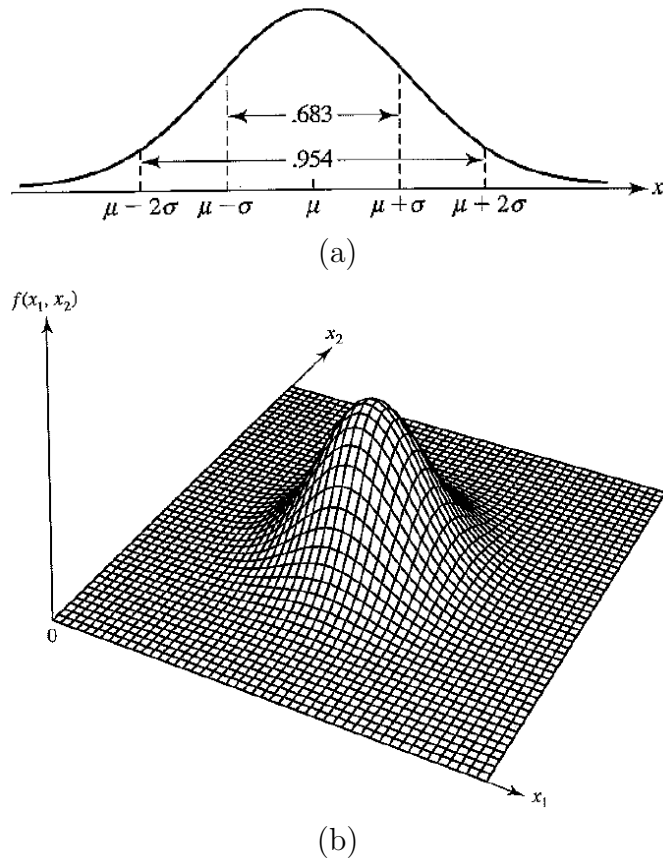 .683
.954
x
μ − 2σ μ−σ μ μ+σ μ + 2σ
(a)
f(x₁, x₂)
x₂
0
x₁
(b)